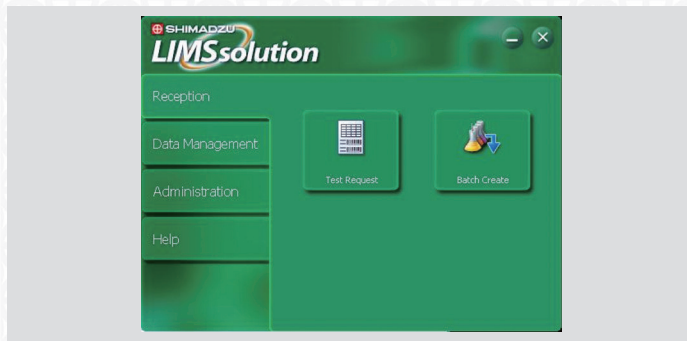 SHIMADZU
LIMSsolution
Reception
Data Management
Administration
Help
Test Request
Batch Create